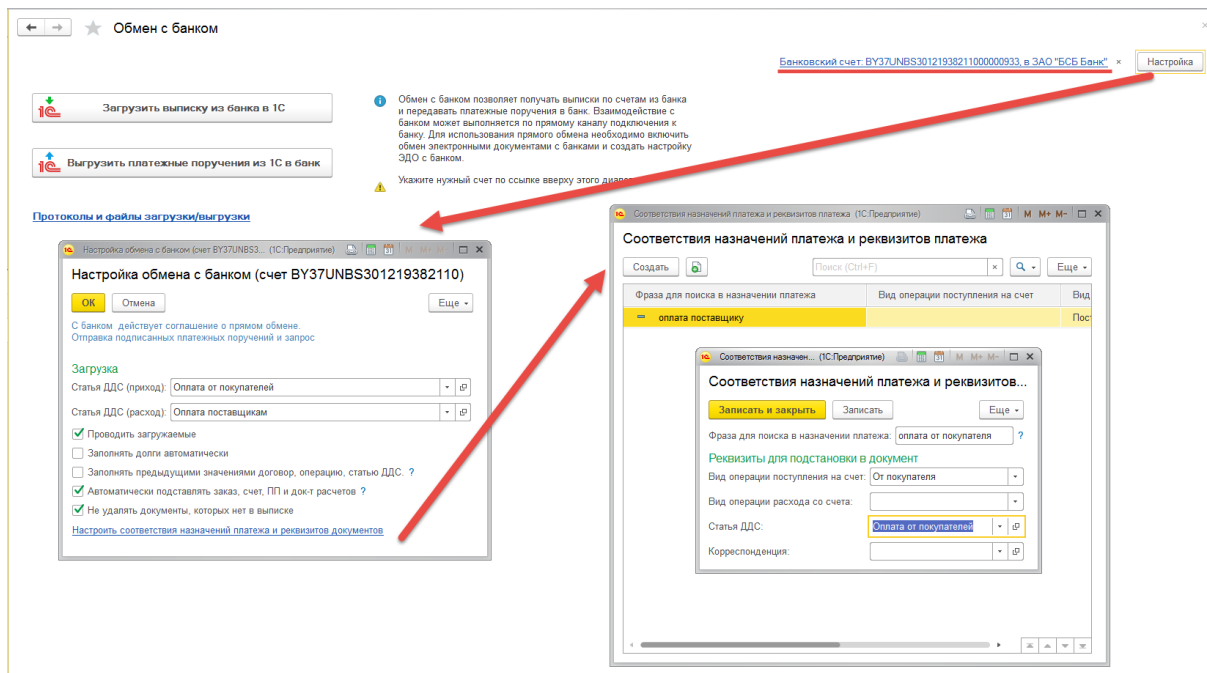 Обмен с банком
Банковский счет: BY37UNBS30121938211000000933, в ЗАО "БСБ Банк"
Настройка
Загрузить выписку из банка в 1С
Выгрузить платежные поручения из 1С в банк
Обмен с банком позволяет получать выписки по счетам из банка
и передавать платежные поручения в банк. Взаимодействие с
банком может выполняется по прямому каналу подключения к
банку. Для использования прямого обмена необходимо включить
обмен электронными документами с банками и создать настройку
ЭДО с банком.
Укажите нужный счет по ссылке вверху этого
Протоколы и файлы загрузки/выгрузки
Настройка обмена с банком (счет BY37UNBS3... (1С:Предприятие)
Настройка обмена с банком (счет BY37UNBS301219382110)
ОК
Отмена
Еще
С банком действует соглашение о прямом обмене.
Отправка подписанных платежных поручений и запрос
Загрузка
Статья ДДС (приход): Оплата от покупателей
Статья ДДС (расход): Оплата поставщикам
Проводить загружаемые
Заполнять долги автоматически
Заполнять предыдущими значениями договор, операцию, статью ДДС. ?
Автоматически подставлять заказ, счет, ПП и док-т расчетов ?
Не удалять документы, которых нет в выписке
Настроить соответствия назначений платежа и реквизитов документов
Соответствия назначений платежа и реквизитов платежа (1С:Предприятие) M M+ M-
Соответствия назначений платежа и реквизитов платежа
Создать
Поиск (Ctrl+F)
Еще
Фраза для поиска в назначении платежа
Вид операции поступления на счет
Вид
оплата поставщику
Пос
Соответствия назначен... (1С:Предприятие) M M+ M-
Соответствия назначений платежа и реквизитов...
Записать и закрыть
Записать
Еще
Фраза для поиска в назначении платежа: оплата от покупателя ?
Реквизиты для подстановки в документ
Вид операции поступления на счет: От покупателя
Вид операции расхода со счета:
Статья ДДС: Оплата от покупателей
Корреспонденция: